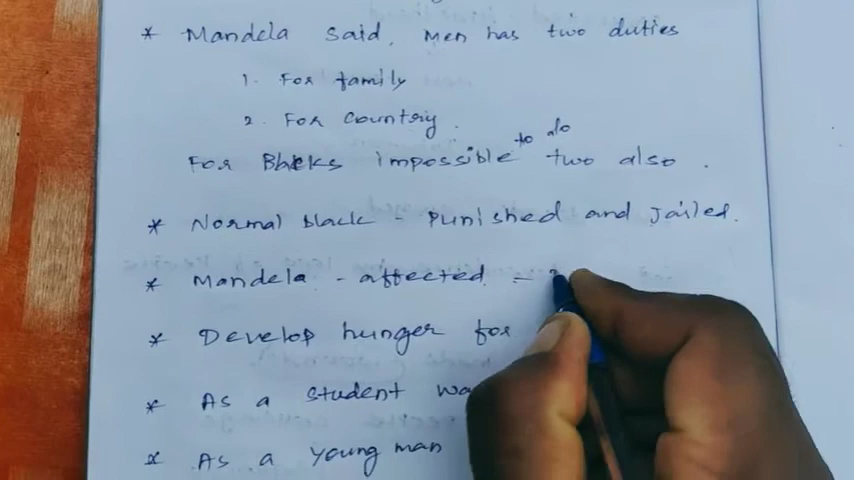 * Mandela said, Men has two duties
1. For family
2. For country.
For Blacks impossible to do two also.
* Normal black - punished and Jailed.
* Mandela - affected =
* Develop hunger for
* As a student wa
* As a young man